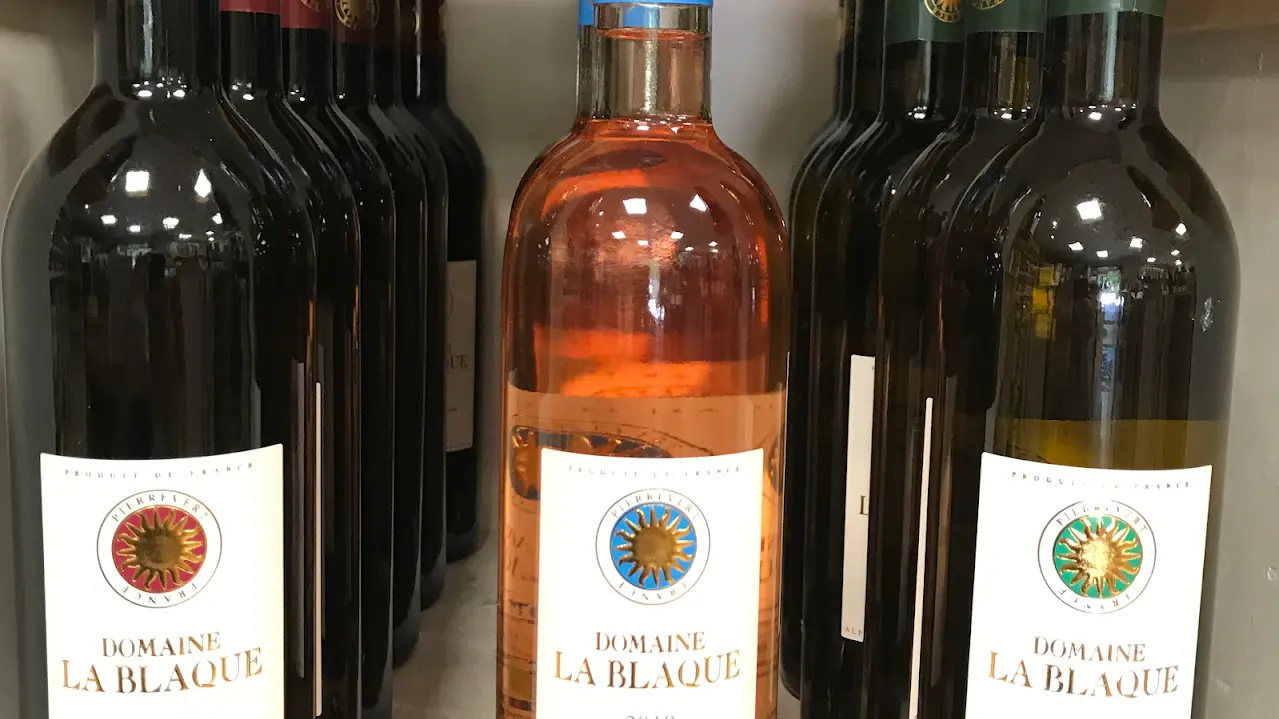 PRODUIT DE FRANCE
PIERREVERT
FRANCE
DOMAINE
LA BLAQUE
PRODUIT DE FRANCE
PIERREVERT
FRANCE
DOMAINE
LA BLAQUE
PRODUIT DE FRANCE
PIERREVERT
FRANCE
DOMAINE
LA BLAQUE